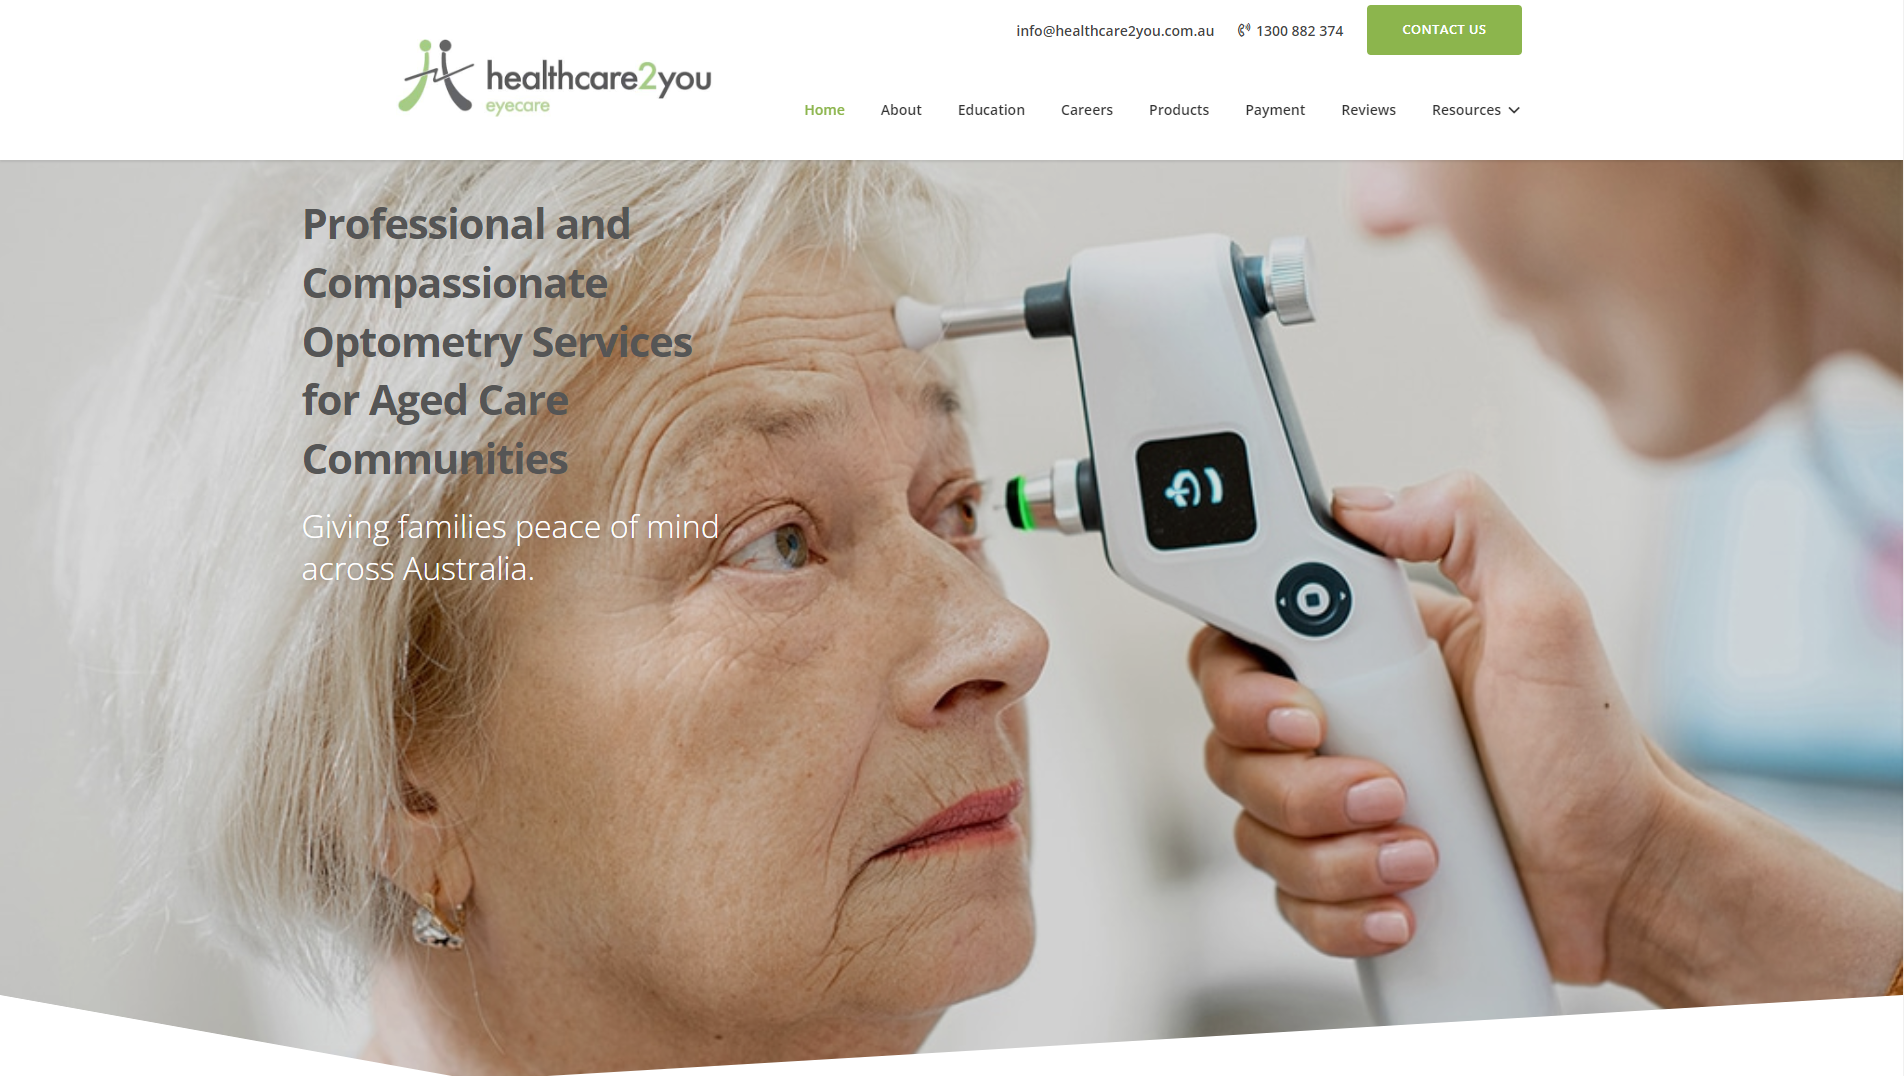 info@healthcare2you.com.au 1300 882 374 CONTACT US
healthcare2you
eyecare
Home About Education Careers Products Payment Reviews Resources
Professional and
Compassionate
Optometry Services
for Aged Care
Communities
Giving families peace of mind
across Australia.